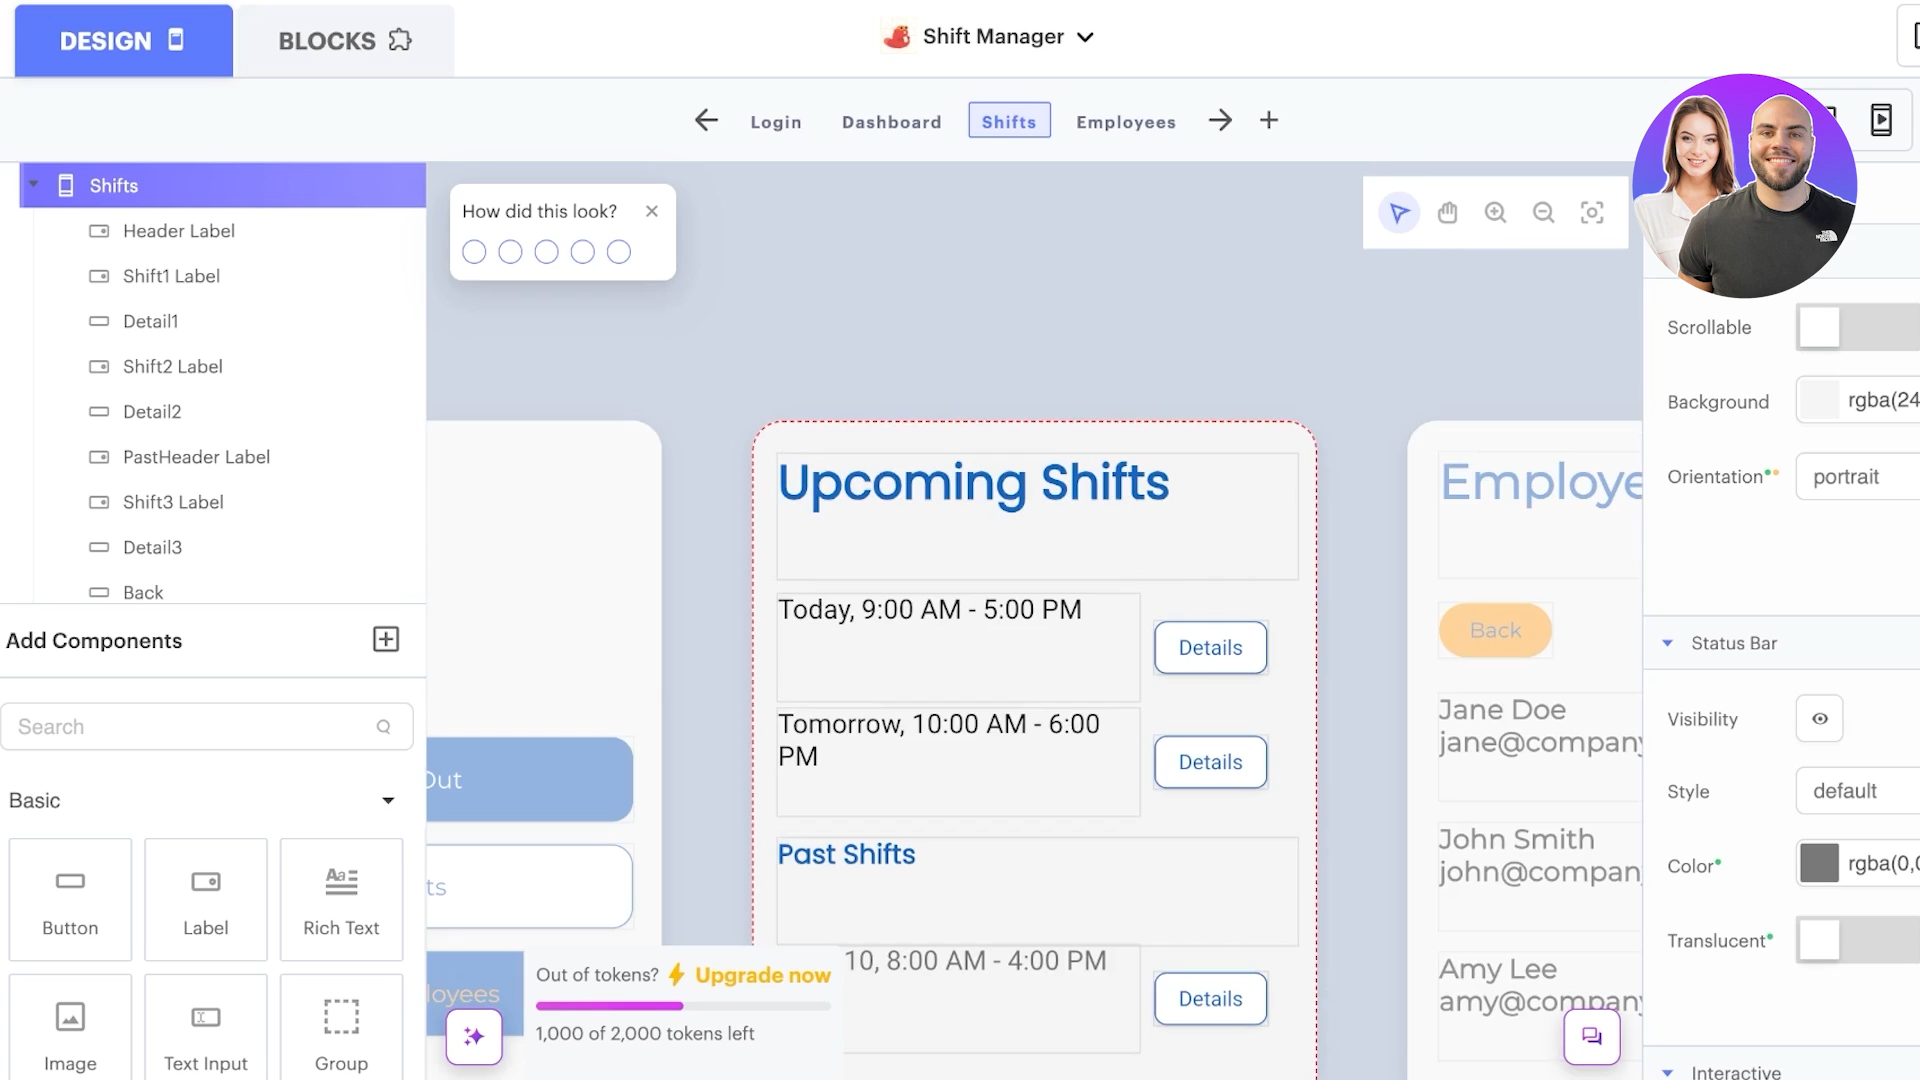 DESIGN
BLOCKS
Shift Manager
Login
Dashboard
Shifts
Employees
Shifts
Header Label
Shift1 Label
Detail1
Shift2 Label
Detail2
PastHeader Label
Shift3 Label
Detail3
Back
Add Components
Search
Basic
Button
Label
Rich Text
Image
Text Input
Group
How did this look?
Out
ts
loyees
Out of tokens?
Upgrade now
1,000 of 2,000 tokens left
Upcoming Shifts
Today, 9:00 AM - 5:00 PM
Details
Tomorrow, 10:00 AM - 6:00
PM
Details
Past Shifts
10, 8:00 AM - 4:00 PM
Details
Employe
Back
Jane Doe
jane@company
John Smith
john@company
Amy Lee
amy@company
THE NORTH FACE
Scrollable
Background
rgba(24
Orientation
portrait
Status Bar
Visibility
Style
default
Color
rgba(0,0
Translucent
Interactive